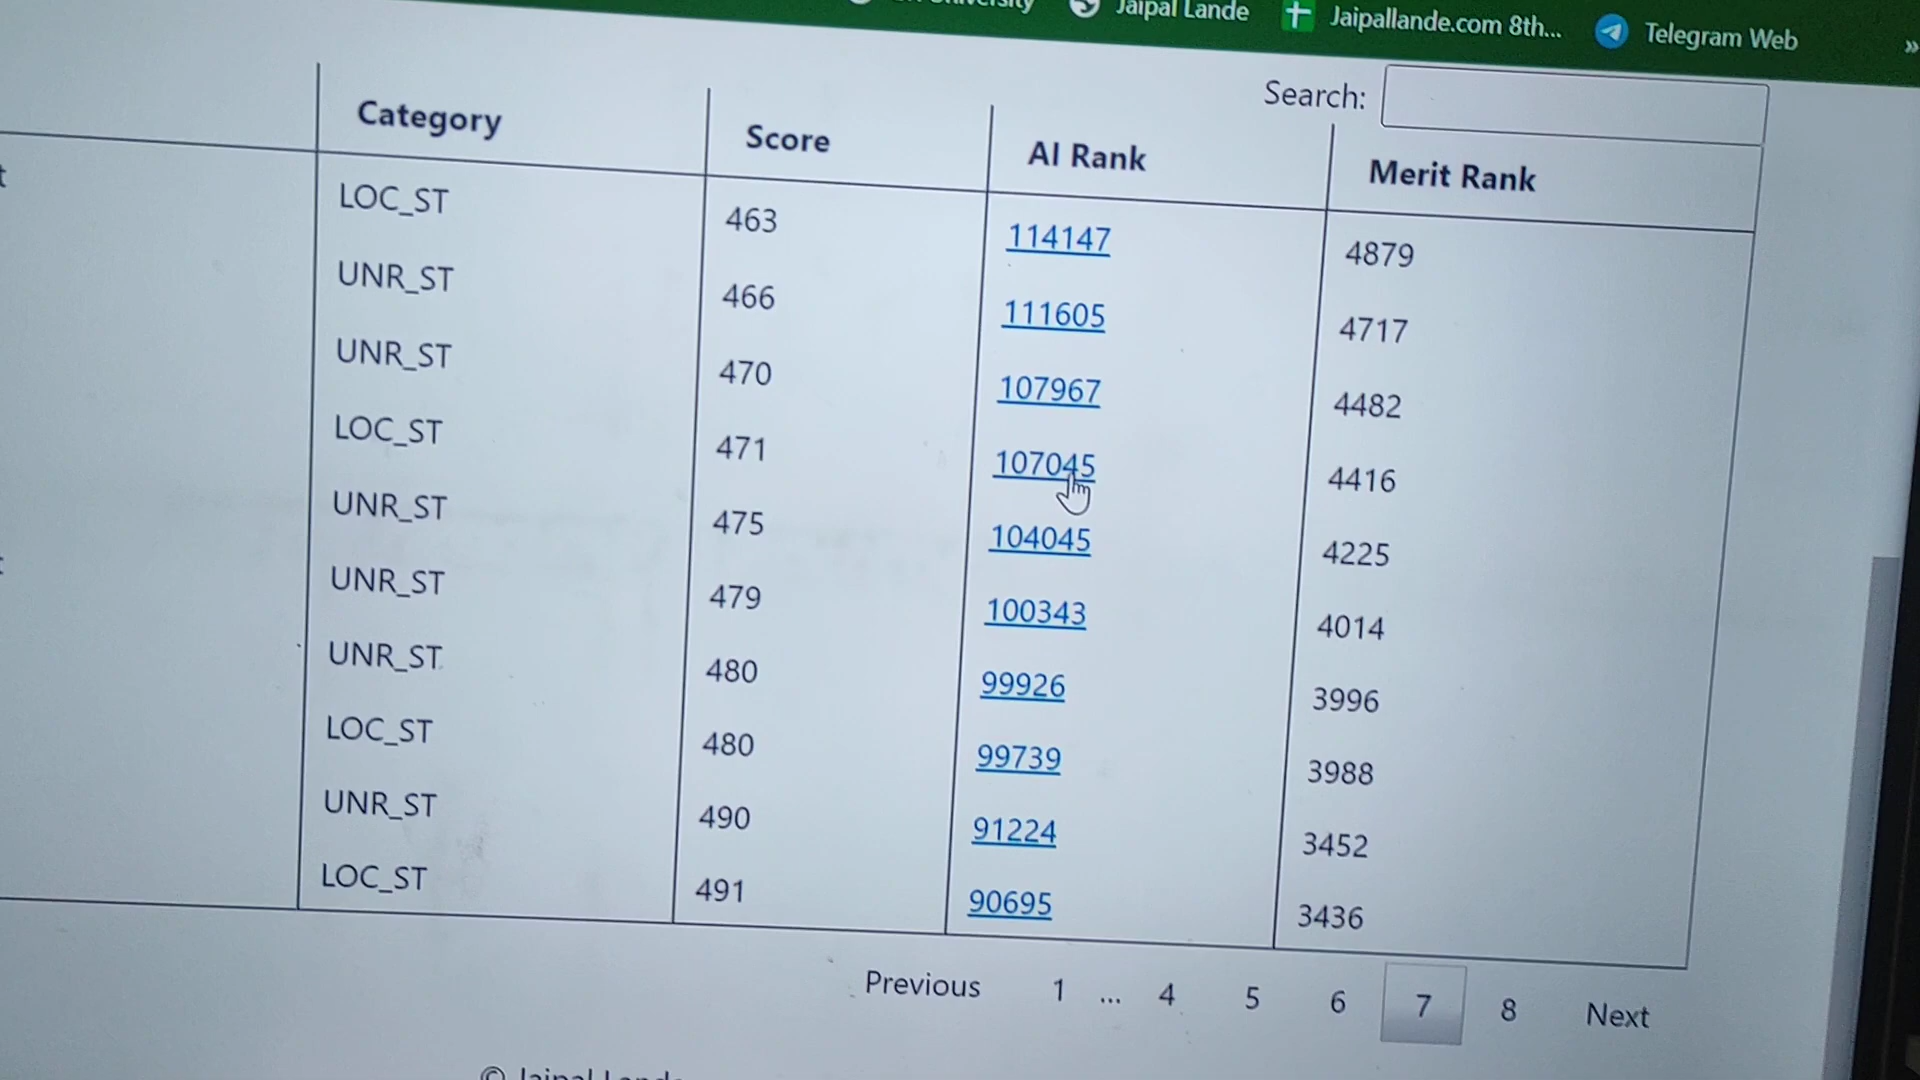 University Jaipal Lande Jaipallande.com 8th... Telegram Web »
Search:
Category Score AI Rank Merit Rank
LOC_ST 463 114147 4879
UNR_ST 466 111605 4717
UNR_ST 470 107967 4482
LOC_ST 471 107045 4416
UNR_ST 475 104045 4225
UNR_ST 479 100343 4014
UNR_ST 480 99926 3996
LOC_ST 480 99739 3988
UNR_ST 490 91224 3452
LOC_ST 491 90695 3436
Previous 1 ... 4 5 6 7 8 Next
© Jaipal Lande